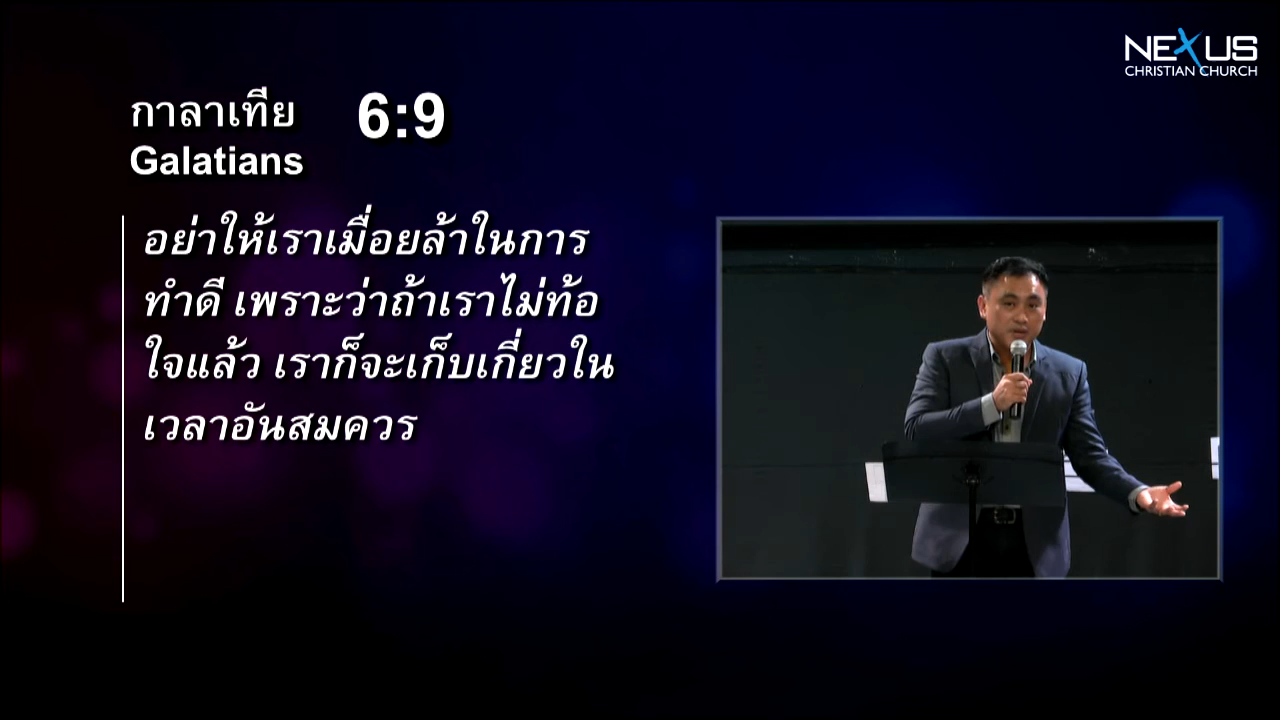 NEXUS
CHRISTIAN CHURCH
กาลาเทีย 6:9
Galatians
อย่าให้เราเมื่อยล้าในการ
ทำดี เพราะว่าถ้าเราไม่ท้อ
ใจแล้ว เราก็จะเก็บเกี่ยวใน
เวลาอันสมควร